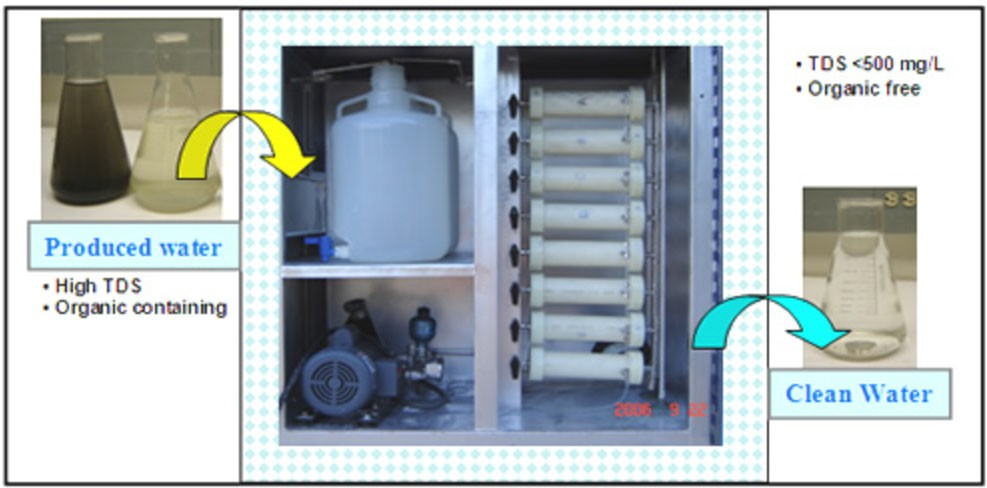 Produced water
• High TDS
• Organic containing
2006 9 22
• TDS <500 mg/L
• Organic free
Clean Water